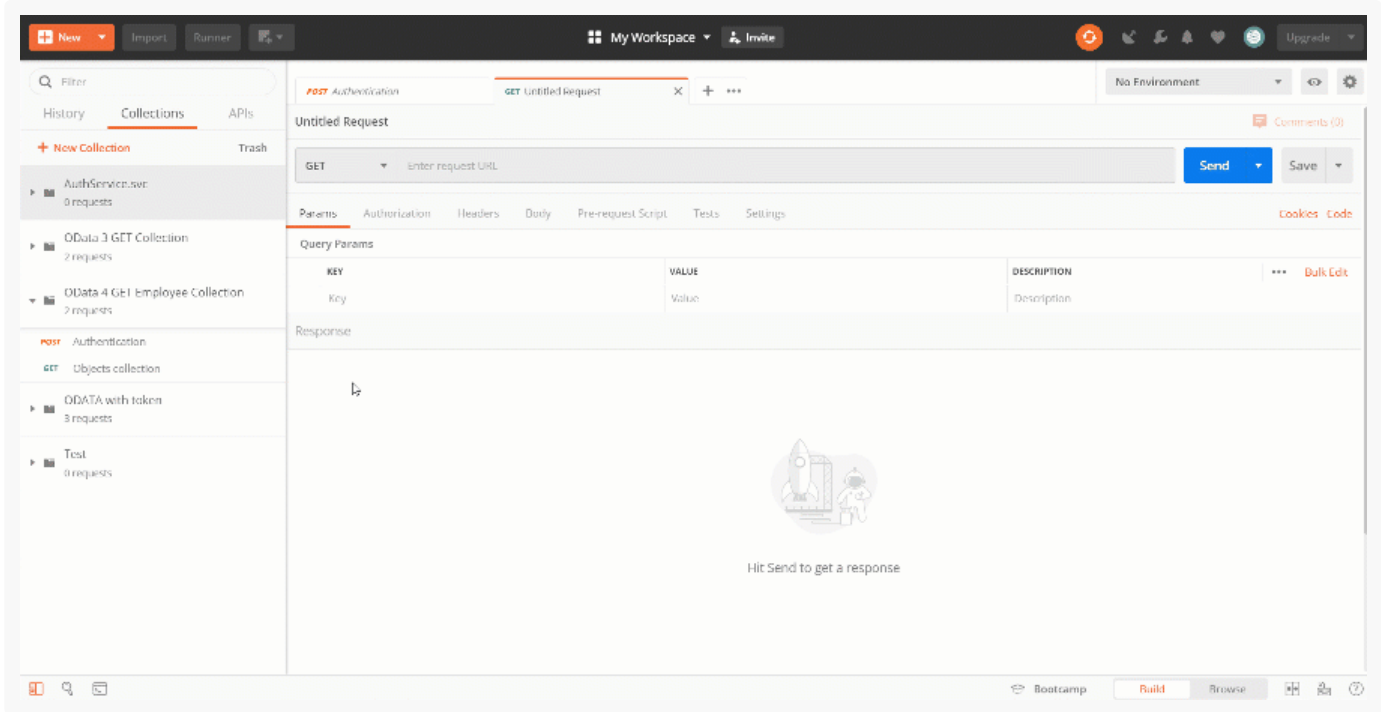 New Import Runner My Workspace Invite Upgrade
Filter
History Collections APIs
+ New Collection Trash
AuthService.svc
0 requests
OData 3 GET Collection
2 requests
OData 4 GET Employee Collection
2 requests
POST Authentication
GET Objects collection
ODATA with token
3 requests
Test
0 requests
POST Authentication GET Untitled Request
No Environment
Untitled Request
Comments (0)
GET Enter request URL Send Save
Params Authorization Headers Body Pre-request Script Tests Settings Cookies Code
Query Params
KEY VALUE DESCRIPTION Bulk Edit
Key Value Description
Response
Hit Send to get a response
Bootcamp Build Browse